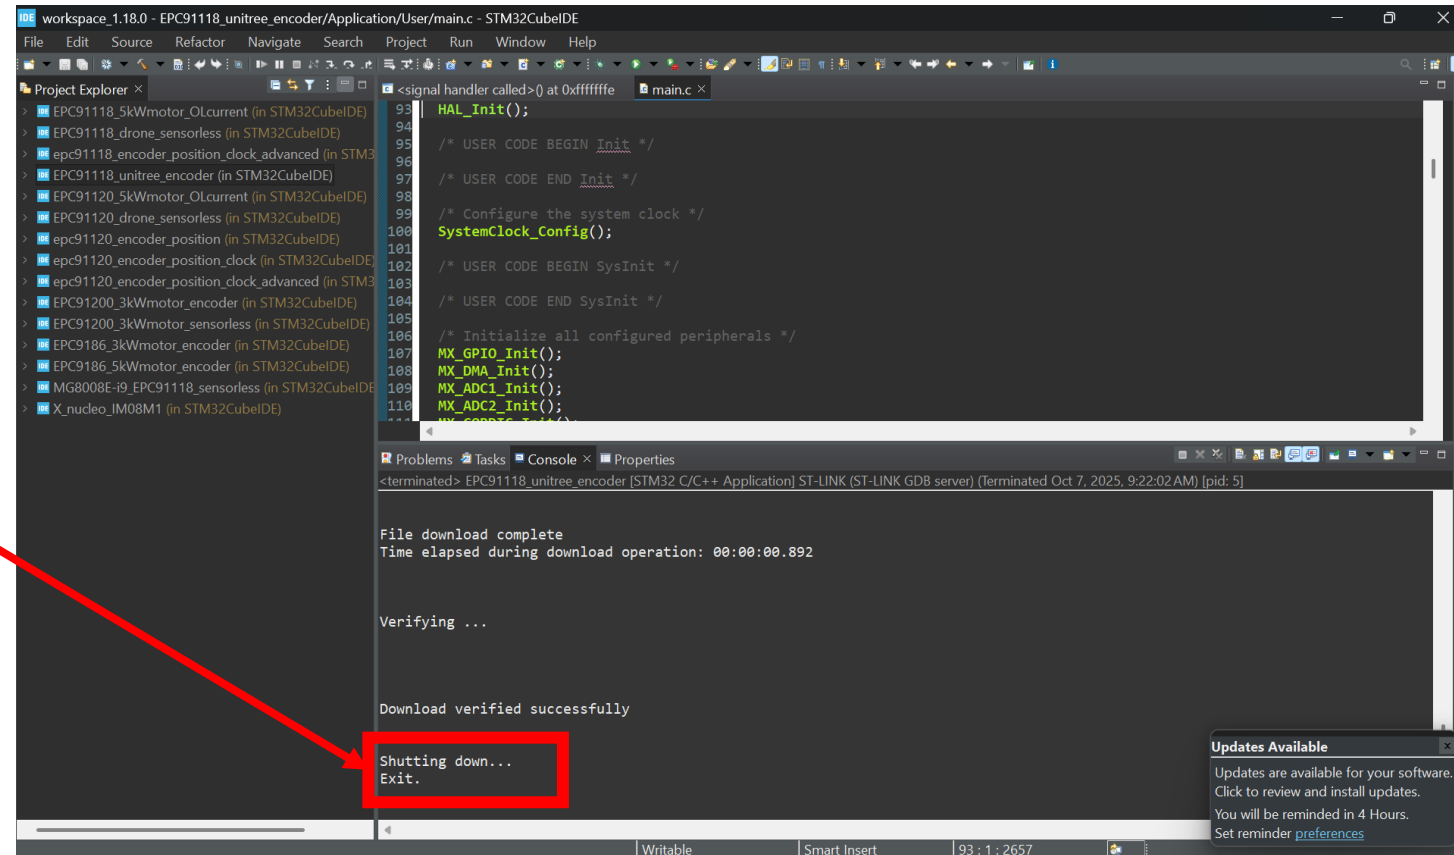 IDE workspace_1.18.0 - EPC91118_unitree_encoder/Application/User/main.c - STM32CubeIDE
File Edit Source Refactor Navigate Search Project Run Window Help
Project Explorer
EPC91118_5kWmotor_OLcurrent (in STM32CubeIDE)
EPC91118_drone_sensorless (in STM32CubeIDE)
epc91118_encoder_position_clock_advanced (in STM3
EPC91118_unitree_encoder (in STM32CubeIDE)
EPC91120_5kWmotor_OLcurrent (in STM32CubeIDE)
EPC91120_drone_sensorless (in STM32CubeIDE)
epc91120_encoder_position (in STM32CubeIDE)
epc91120_encoder_position_clock (in STM32CubeIDE)
epc91120_encoder_position_clock_advanced (in STM3
EPC91200_3kWmotor_encoder (in STM32CubeIDE)
EPC91200_3kWmotor_sensorless (in STM32CubeIDE)
EPC9186_3kWmotor_encoder (in STM32CubeIDE)
EPC9186_5kWmotor_encoder (in STM32CubeIDE)
MG8008E-i9_EPC91118_sensorless (in STM32CubeIDE
X_nucleo_IM08M1 (in STM32CubeIDE)
<signal handler called>() at 0xfffffffe main.c
93 HAL_Init();
94
95 /* USER CODE BEGIN Init */
96
97 /* USER CODE END Init */
98
99 /* Configure the system clock */
100 SystemClock_Config();
101
102 /* USER CODE BEGIN SysInit */
103
104 /* USER CODE END SysInit */
105
106 /* Initialize all configured peripherals */
107 MX_GPIO_Init();
108 MX_DMA_Init();
109 MX_ADC1_Init();
110 MX_ADC2_Init();
Problems Tasks Console Properties
<terminated> EPC91118_unitree_encoder [STM32 C/C++ Application] ST-LINK (ST-LINK GDB server) (Terminated Oct 7, 2025, 9:22:02 AM) [pid: 5]
File download complete
Time elapsed during download operation: 00:00:00.892
Verifying ...
Download verified successfully
Shutting down...
Exit.
Updates Available
Updates are available for your software.
Click to review and install updates.
You will be reminded in 4 Hours.
Set reminder preferences
Writable Smart Insert 93 : 1 : 2657